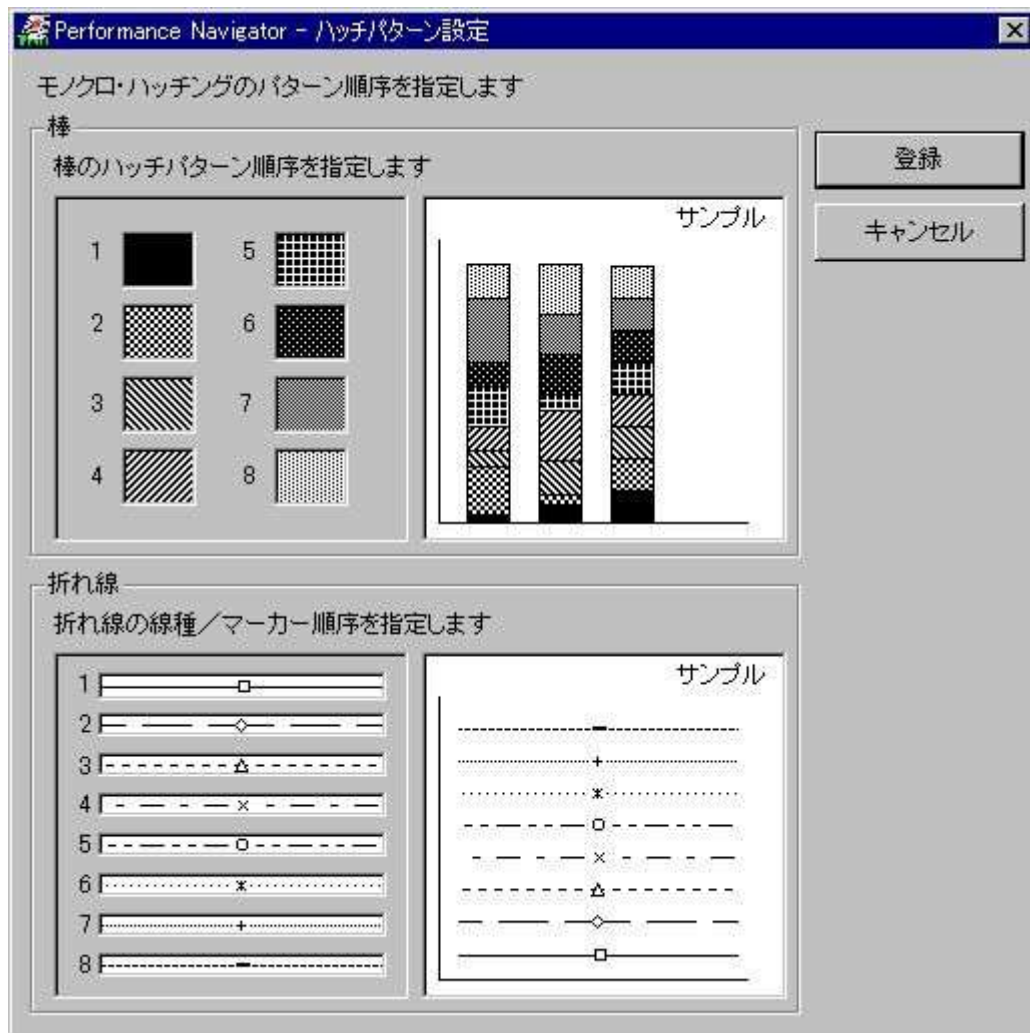 Performance Navigator - ハッチパターン設定
モノクロ・ハッチングのパターン順序を指定します
棒
棒のハッチパターン順序を指定します
1
2
3
4
5
6
7
8
サンプル
登録
キャンセル
折れ線
折れ線の線種／マーカー順序を指定します
1
2
3
4
5
6
7
8
サンプル